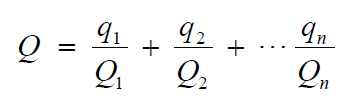 Q = q₁/Q₁ + q₂/Q₂ + ⋯ qₙ/Qₙ